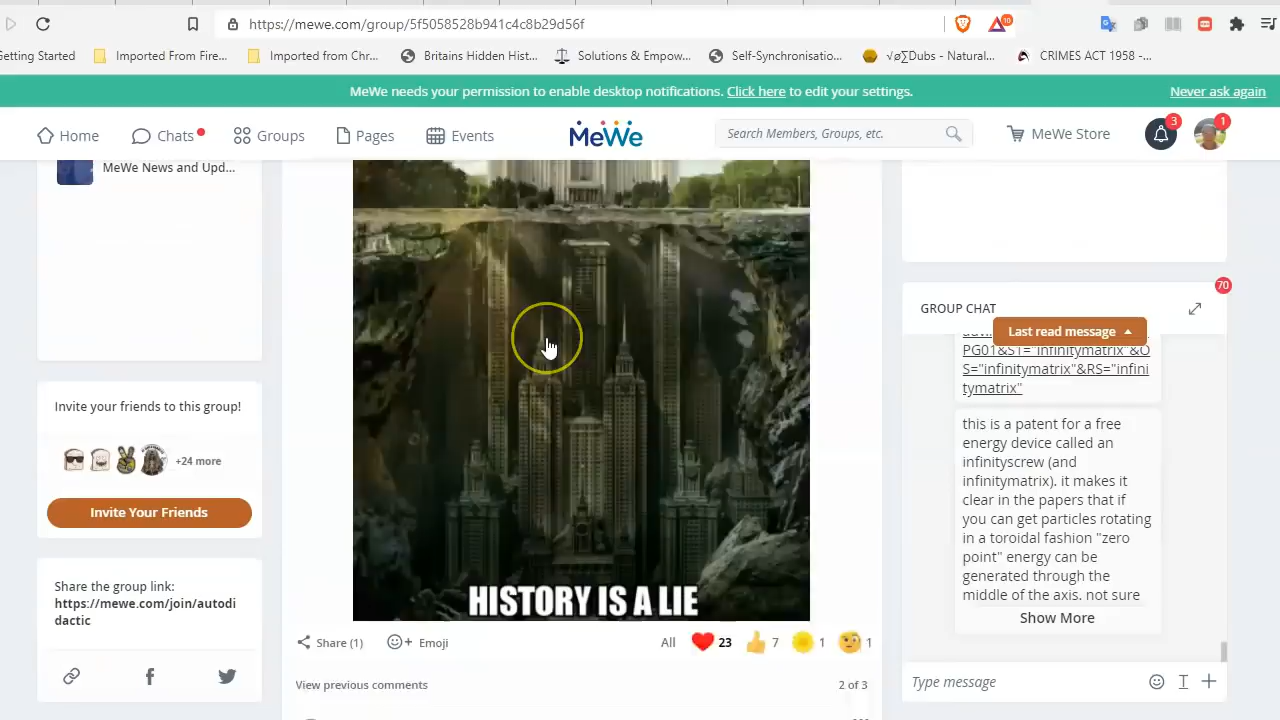 https://mewe.com/group/5f5058528b941c4c8b29d56f
10
Getting Started
Imported From Fire...
Imported from Chr...
Britains Hidden Hist...
Solutions & Empow...
Self-Synchronisatio...
√ø∑Dubs - Natural...
CRIMES ACT 1958 -...
MeWe needs your permission to enable desktop notifications. Click here to edit your settings.
Never ask again
Home
Chats
Groups
Pages
Events
MeWe
Search Members, Groups, etc.
MeWe Store
3
1
MeWe News and Upd...
Invite your friends to this group!
+24 more
Invite Your Friends
Share the group link:
https://mewe.com/join/autodi
dactic
HISTORY IS A LIE
Share (1)
Emoji
All
23
7
1
1
View previous comments
2 of 3
70
GROUP CHAT
Last read message
PG01&S1="infinitymatrix"&O
S="infinitymatrix"&RS="infini
tymatrix"
this is a patent for a free
energy device called an
infinityscrew (and
infinitymatrix). it makes it
clear in the papers that if
you can get particles rotating
in a toroidal fashion "zero
point" energy can be
generated through the
middle of the axis. not sure
Show More
Type message